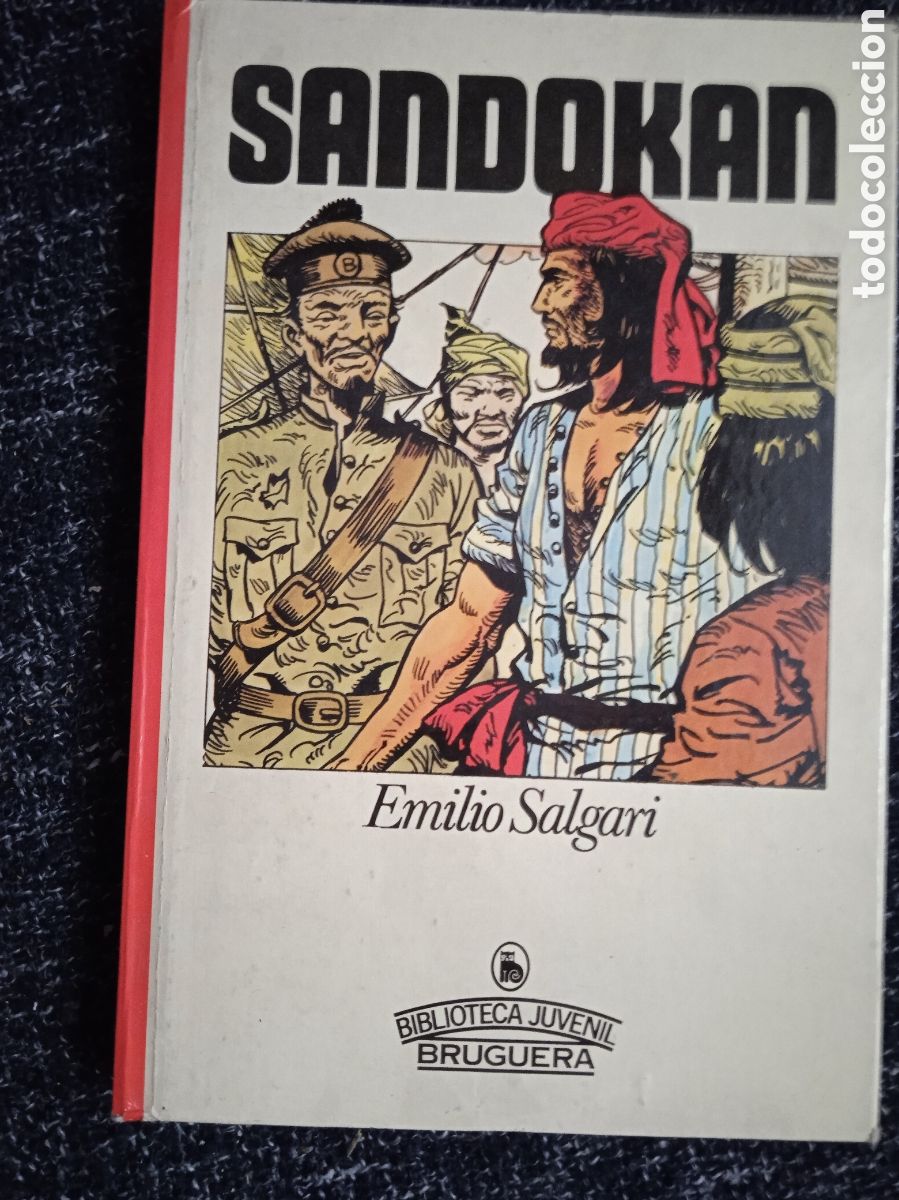 SANDOKAN
B
Emilio Salgari
BIBLIOTECA JUVENIL
BRUGUERA
todocoleccion